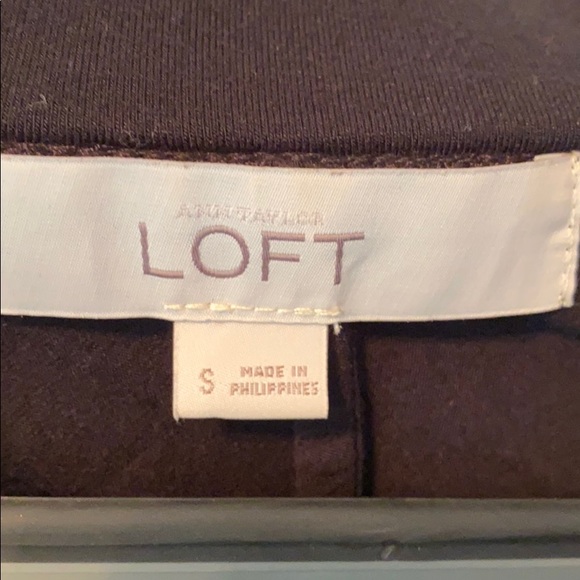 ANN TAYLOR
LOFT
S
MADE IN
PHILIPPINES